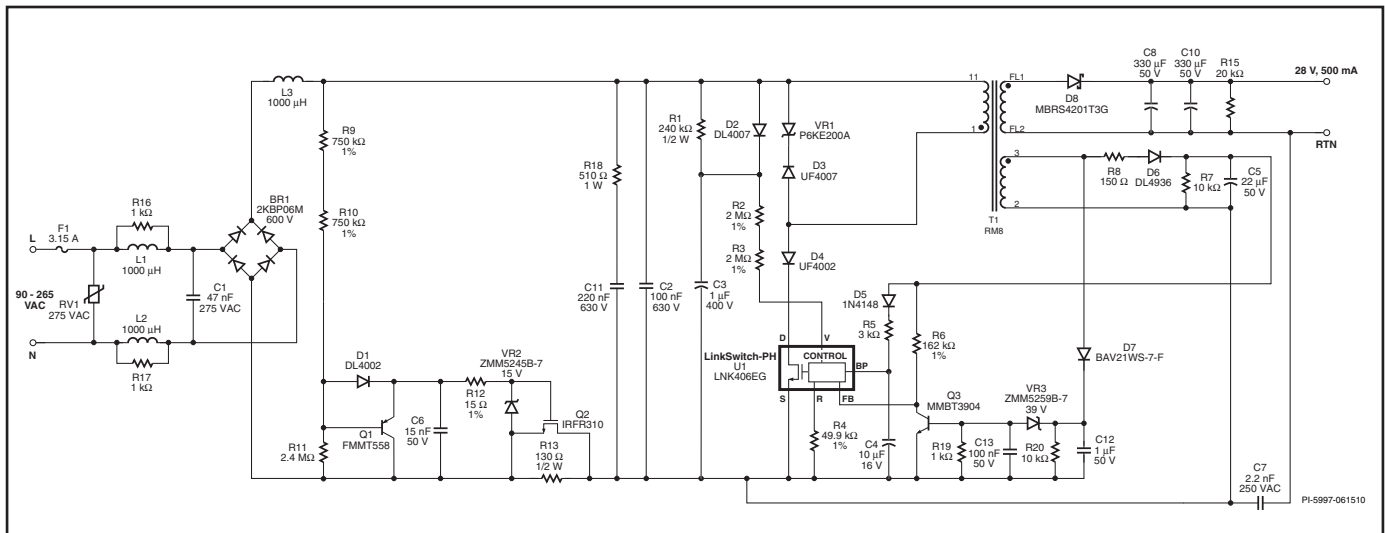 L3
1000 µH
R9
750 kΩ
1%
R10
750 kΩ
1%
R16
1 kΩ
F1
3.15 A
L
L1
1000 µH
BR1
2KBP06M
600 V
90 - 265
VAC
RV1
275 VAC
C1
47 nF
275 VAC
L2
1000 µH
N
R17
1 kΩ
D1
DL4002
R11
2.4 MΩ
Q1
FMMT558
C6
15 nF
50 V
R12
15 Ω
1%
VR2
ZMM5245B-7
15 V
Q2
IRFR310
R13
130 Ω
1/2 W
R18
510 Ω
1 W
C11
220 nF
630 V
C2
100 nF
630 V
R1
240 kΩ
1/2 W
C3
1 µF
400 V
D2
DL4007
VR1
P6KE200A
D3
UF4007
R2
2 MΩ
1%
R3
2 MΩ
1%
D4
UF4002
D5
1N4148
R5
3 kΩ
R6
162 kΩ
1%
LinkSwitch-PH
U1
LNK406EG
D
V
CONTROL
BP
S
R
FB
R4
49.9 kΩ
1%
C4
10 µF
16 V
Q3
MMBT3904
R19
1 kΩ
C13
100 nF
50 V
VR3
ZMM5259B-7
39 V
R20
10 kΩ
C12
1 µF
50 V
D7
BAV21WS-7-F
11
1
FL1
FL2
3
2
T1
RM8
D8
MBRS4201T3G
C8
330 µF
50 V
C10
330 µF
50 V
R15
20 kΩ
28 V, 500 mA
RTN
R8
150 Ω
D6
DL4936
R7
10 kΩ
C5
22 µF
50 V
C7
2.2 nF
250 VAC
PI-5997-061510